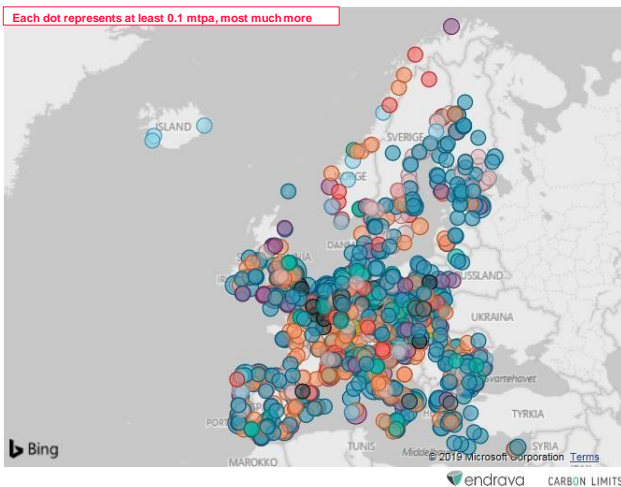 Each dot represents at least 0.1 mtpa, most much more
ISLAND
SVERIGE
DANM
RUSSLAND
UKRAINA
Svartehavet
TYRKIA
PORT
TUNIS
SYRIA
MAROKKO
Bing
© 2019 Microsoft Corporation Terms
endrava CARBON LIMITS